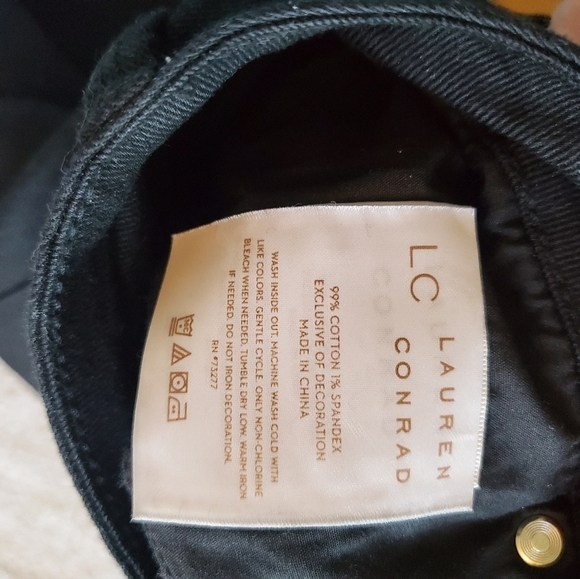 LC
LAUREN
CONRAD
99% COTTON 1% SPANDEX
EXCLUSIVE OF DECORATION
MADE IN CHINA
WASH INSIDE OUT. MACHINE WASH COLD WITH
LIKE COLORS. GENTLE CYCLE. ONLY NON-CHLORINE
BLEACH WHEN NEEDED. TUMBLE DRY LOW. WARM IRON
IF NEEDED. DO NOT IRON DECORATION.
RN #73277